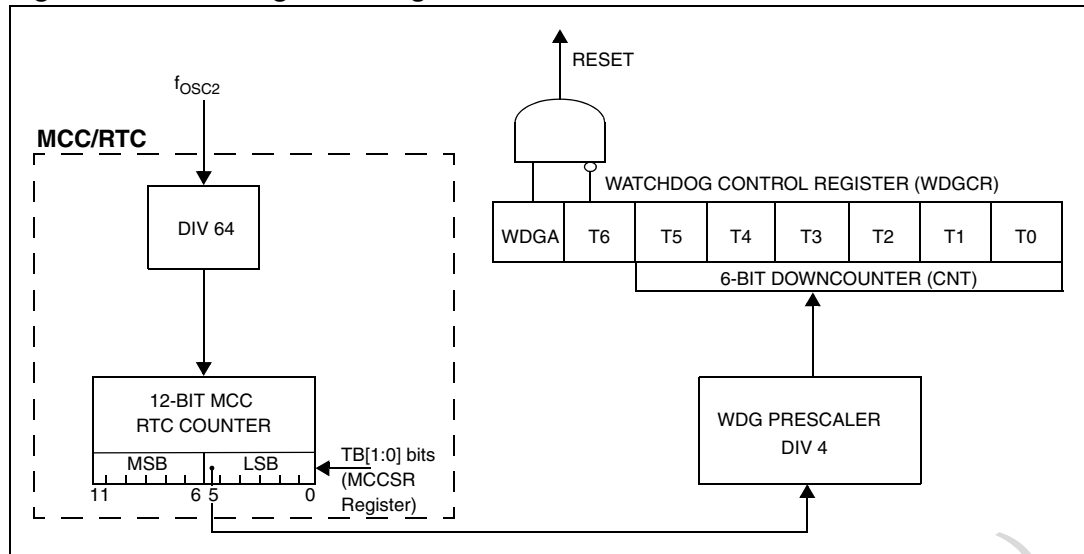 RESET
fOSC2
MCC/RTC
DIV 64
WATCHDOG CONTROL REGISTER (WDGCR)
WDGA T6 T5 T4 T3 T2 T1 T0
6-BIT DOWNCOUNTER (CNT)
12-BIT MCC
RTC COUNTER
MSB LSB
11 6 5 0
TB[1:0] bits
(MCCSR
Register)
WDG PRESCALER
DIV 4